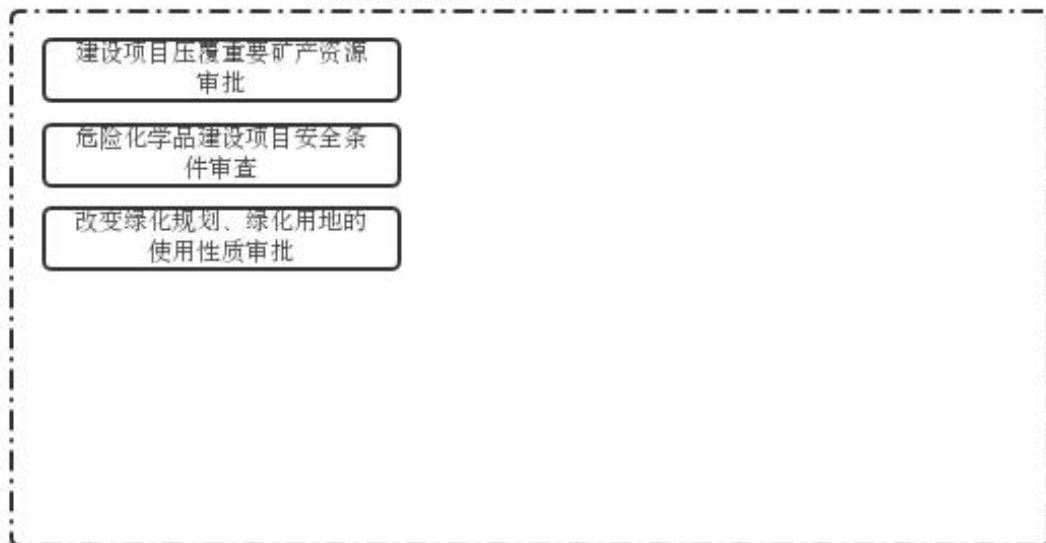 建设项目压覆重要矿产资源
审批
危险化学品建设项目安全条
件审查
改变绿化规划、绿化用地的
使用性质审批